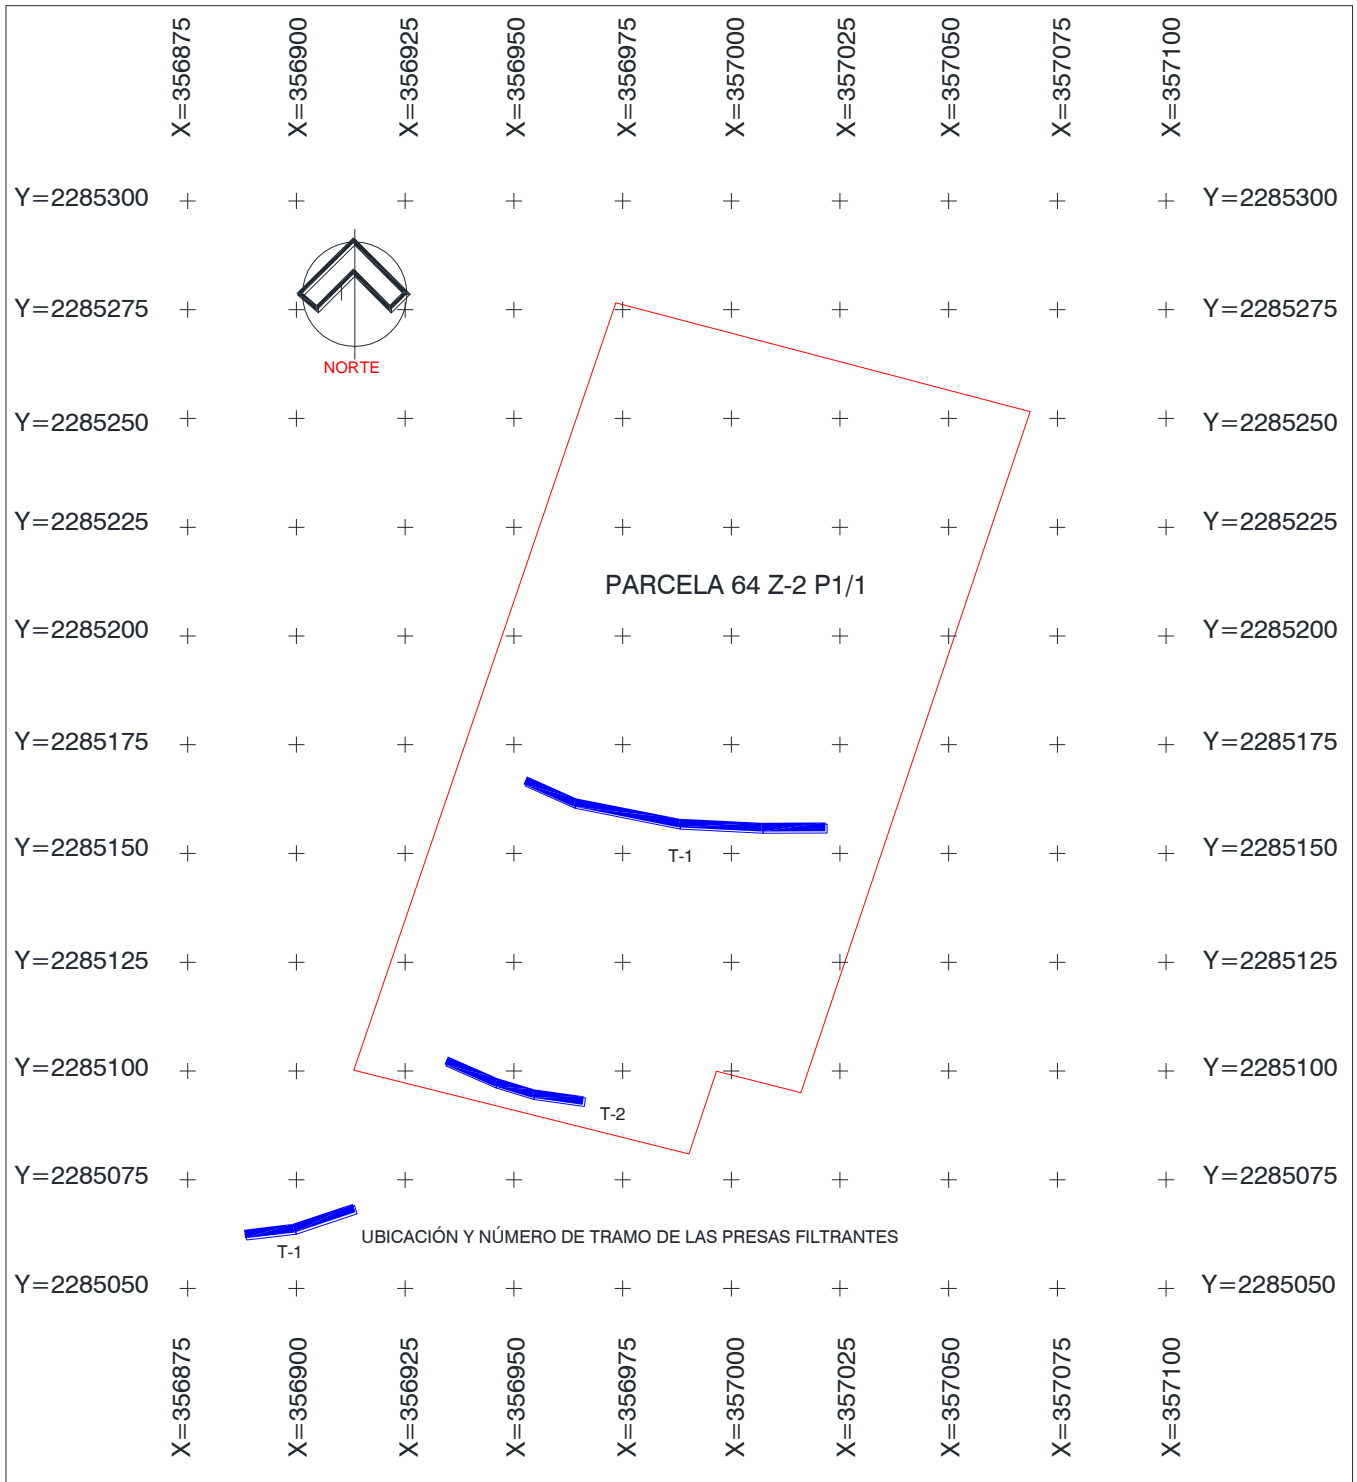 X=356875
X=356900
X=356925
X=356950
X=356975
X=357000
X=357025
X=357050
X=357075
X=357100
Y=2285300
Y=2285300
Y=2285275
Y=2285275
NORTE
Y=2285250
Y=2285250
Y=2285225
Y=2285225
PARCELA 64 Z-2 P1/1
Y=2285200
Y=2285200
Y=2285175
Y=2285175
Y=2285150
Y=2285150
T-1
Y=2285125
Y=2285125
Y=2285100
Y=2285100
T-2
Y=2285075
Y=2285075
UBICACIÓN Y NÚMERO DE TRAMO DE LAS PRESAS FILTRANTES
T-1
Y=2285050
Y=2285050
X=356875
X=356900
X=356925
X=356950
X=356975
X=357000
X=357025
X=357050
X=357075
X=357100